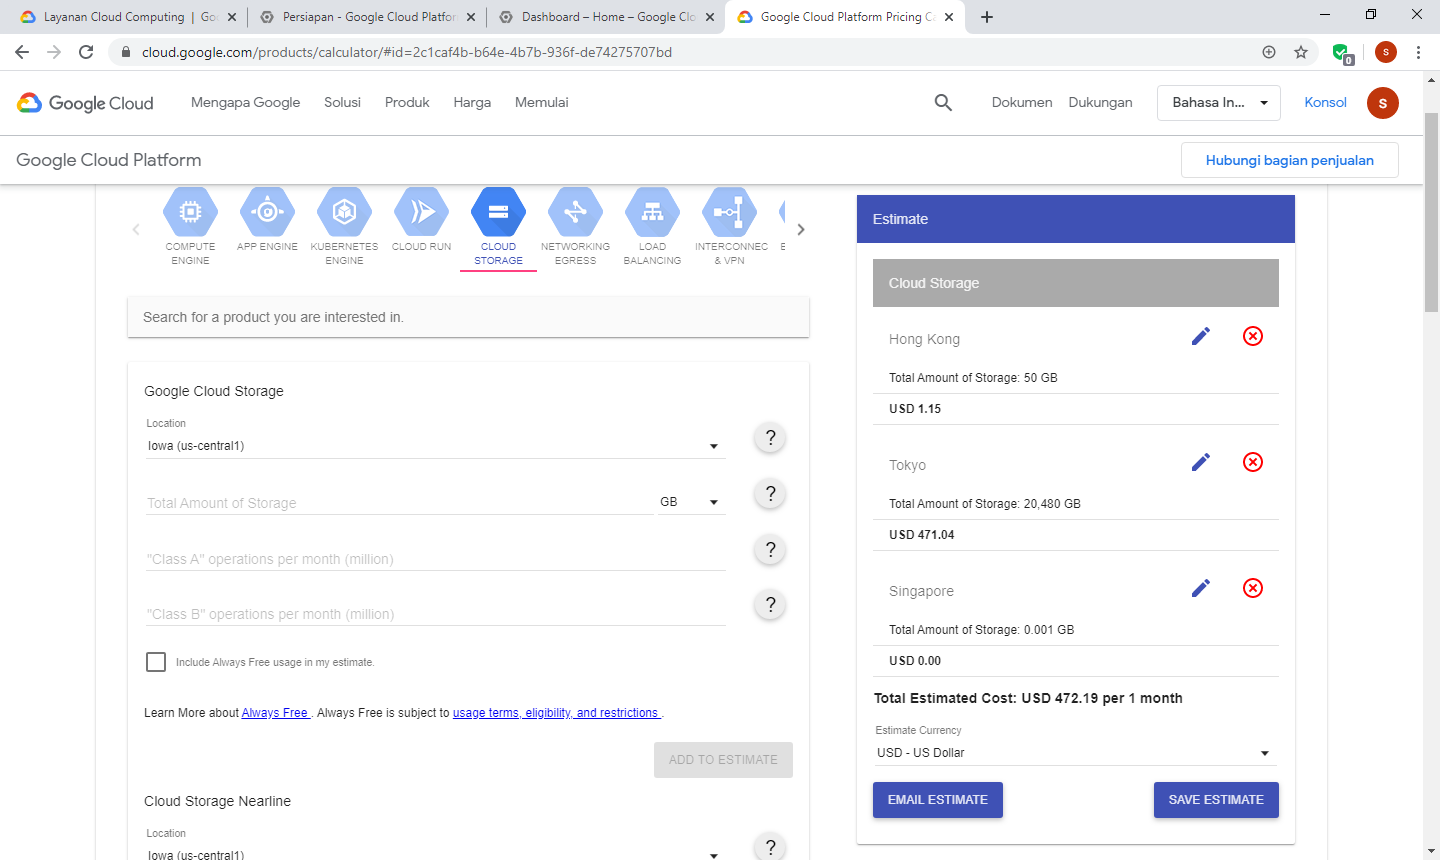 Layanan Cloud Computing | Go
Persiapan - Google Cloud Platfor
Dashboard – Home – Google Clo
Google Cloud Platform Pricing Ca
cloud.google.com/products/calculator/#id=2c1caf4b-b64e-4b7b-936f-de74275707bd
0
S
Google Cloud
Mengapa Google
Solusi
Produk
Harga
Memulai
Dokumen
Dukungan
Bahasa In...
Konsol
S
Google Cloud Platform
Hubungi bagian penjualan
COMPUTE
ENGINE
APP ENGINE
KUBERNETES
ENGINE
CLOUD RUN
CLOUD
STORAGE
NETWORKING
EGRESS
LOAD
BALANCING
INTERCONNEC
& VPN
E
Search for a product you are interested in.
Google Cloud Storage
Location
Iowa (us-central1)
?
Total Amount of Storage
GB
?
"Class A" operations per month (million)
?
"Class B" operations per month (million)
?
Include Always Free usage in my estimate.
Learn More about Always Free . Always Free is subject to usage terms, eligibility, and restrictions .
ADD TO ESTIMATE
Cloud Storage Nearline
Location
Iowa (us-central1)
?
Estimate
Cloud Storage
Hong Kong
Total Amount of Storage: 50 GB
USD 1.15
Tokyo
Total Amount of Storage: 20,480 GB
USD 471.04
Singapore
Total Amount of Storage: 0.001 GB
USD 0.00
Total Estimated Cost: USD 472.19 per 1 month
Estimate Currency
USD - US Dollar
EMAIL ESTIMATE
SAVE ESTIMATE